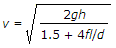 v = √(2gh / (1.5 + 4fl/d))